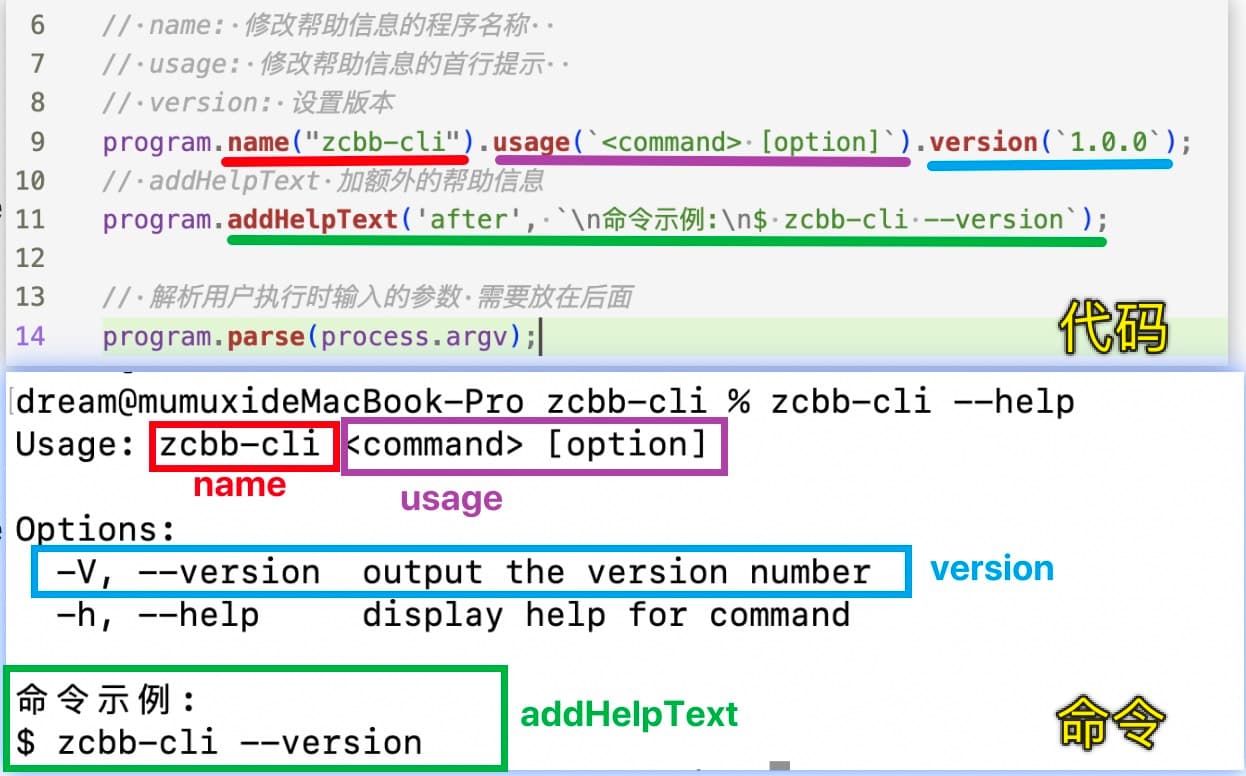 6 // name: 修改帮助信息的程序名称
7 // usage: 修改帮助信息的首行提示
8 // version: 设置版本
9 program.name("zcbb-cli").usage(`<command> [option]`).version(`1.0.0`);
10 // addHelpText 加额外的帮助信息
11 program.addHelpText('after', `\n命令示例:\n$ zcbb-cli --version`);
12
13 // 解析用户执行时输入的参数 需要放在后面
14 program.parse(process.argv);
代码
[dream@mumuxideMacBook-Pro zcbb-cli % zcbb-cli --help
Usage: zcbb-cli <command> [option]
name
usage
Options:
-V, --version output the version number
version
-h, --help display help for command
命令示例:
$ zcbb-cli --version
addHelpText
命令